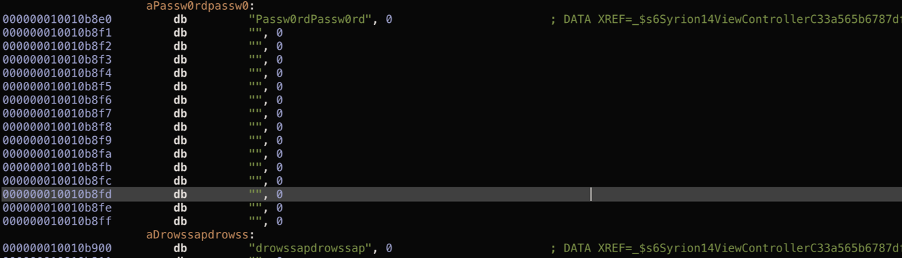 aPassw0rdpassw0:
000000010010b8e0 db "Passw0rdPassw0rd", 0 ; DATA XREF=_$s6Syrion14ViewControllerC33a565b6787d
000000010010b8f1 db "", 0
000000010010b8f2 db "", 0
000000010010b8f3 db "", 0
000000010010b8f4 db "", 0
000000010010b8f5 db "", 0
000000010010b8f6 db "", 0
000000010010b8f7 db "", 0
000000010010b8f8 db "", 0
000000010010b8f9 db "", 0
000000010010b8fa db "", 0
000000010010b8fb db "", 0
000000010010b8fc db "", 0
000000010010b8fd db "", 0
000000010010b8fe db "", 0
000000010010b8ff db "", 0
aDrowssapdrowss:
000000010010b900 db "drowssapdrowssap", 0 ; DATA XREF=_$s6Syrion14ViewControllerC33a565b6787d